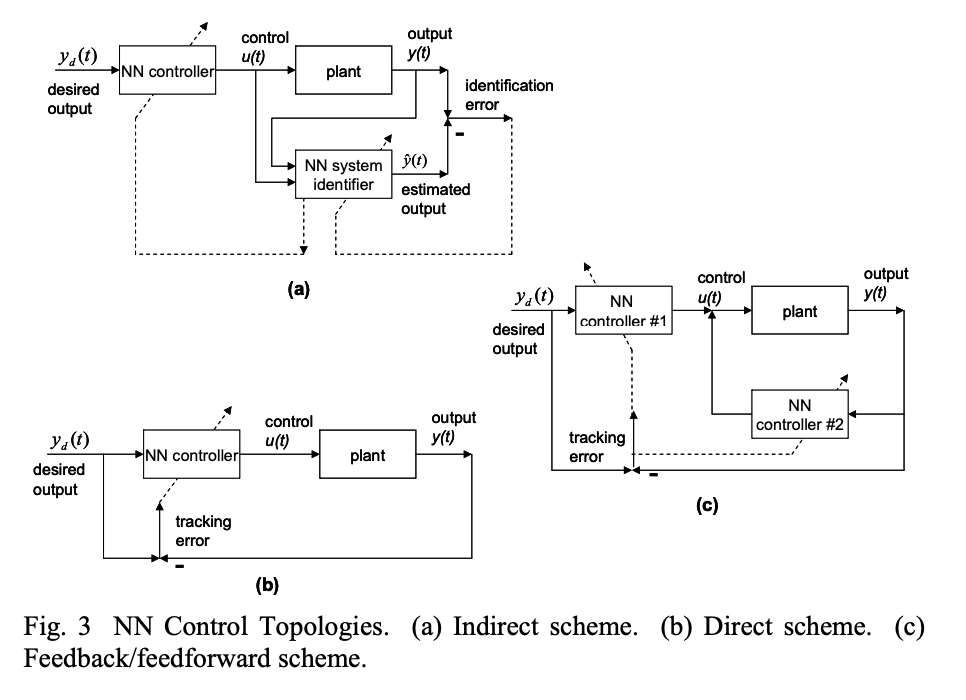 y_d(t)
desired
output
NN controller
control
u(t)
plant
output
y(t)
identification
error
-
NN system
identifier
ŷ(t)
estimated
output
(a)
y_d(t)
desired
output
NN
controller #1
control
u(t)
plant
output
y(t)
NN
controller #2
tracking
error
-
(c)
y_d(t)
desired
output
NN controller
control
u(t)
plant
output
y(t)
tracking
error
-
(b)
Fig. 3 NN Control Topologies. (a) Indirect scheme. (b) Direct scheme. (c)
Feedback/feedforward scheme.